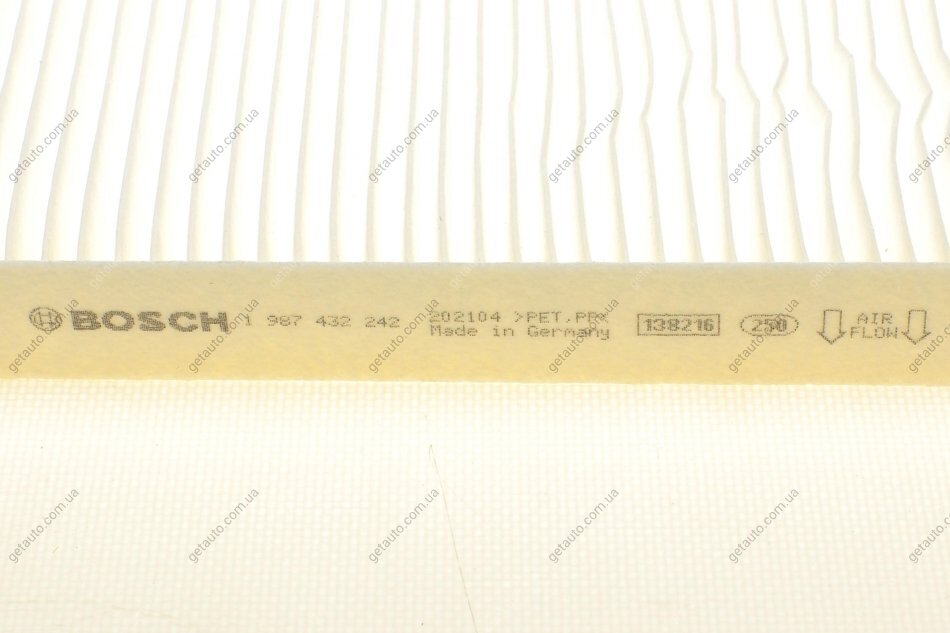 BOSCH 1 987 432 242 202104 >PET.PP<
Made in Germany
138216
250
AIR
FLOW
getauto.com.ua